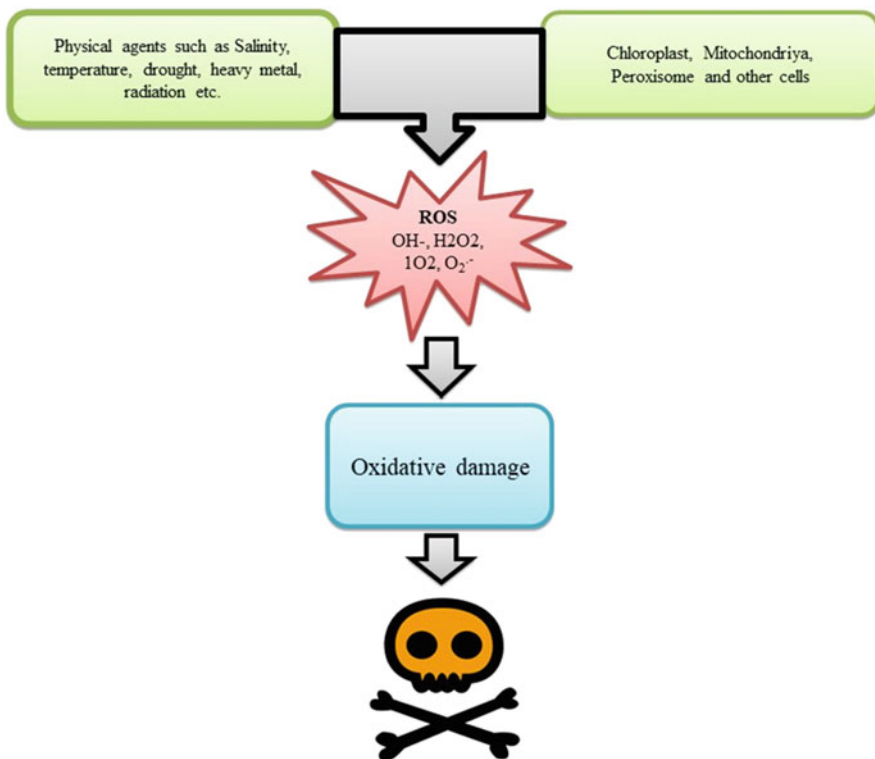 Physical agents such as Salinity,
temperature, drought, heavy metal,
radiation etc.
Chloroplast, Mitochondriya,
Peroxisome and other cells
ROS
OH-, H2O2,
1O2, O₂·-
Oxidative damage